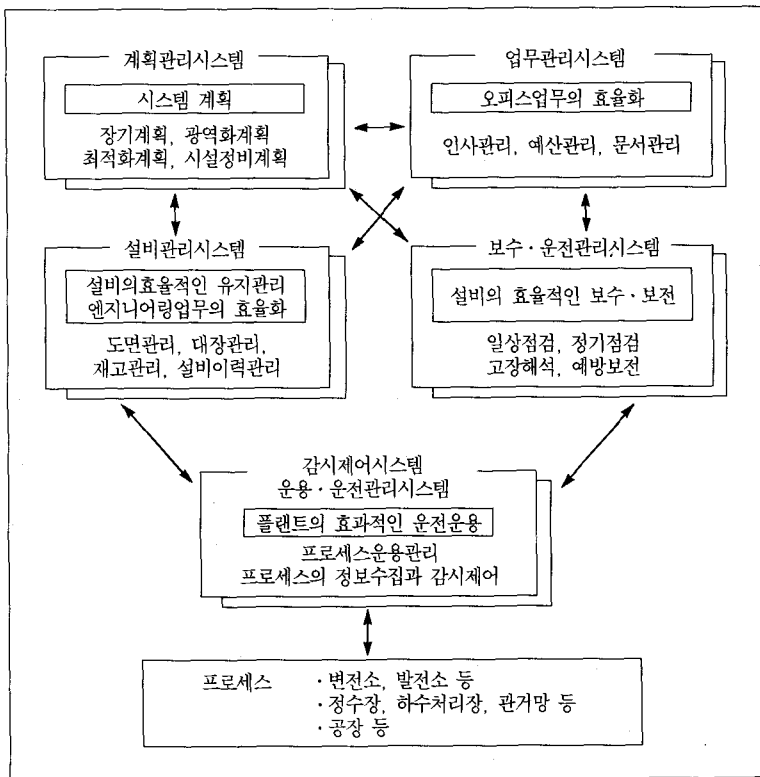 계획관리시스템
시스템 계획
장기계획, 광역화계획
최적화계획, 시설정비계획
업무관리시스템
오피스업무의 효율화
인사관리, 예산관리, 문서관리
설비관리시스템
설비의효율적인 유지관리
엔지니어링업무의 효율화
도면관리, 대장관리,
재고관리, 설비이력관리
보수·운전관리시스템
설비의 효율적인 보수·보전
일상점검, 정기점검
고장해석, 예방보전
감시제어시스템
운용·운전관리시스템
플랜트의 효과적인 운전운용
프로세스운용관리
프로세스의 정보수집과 감시제어
프로세스 ·변전소, 발전소 등
·정수장, 하수처리장, 관거망 등
·공장 등